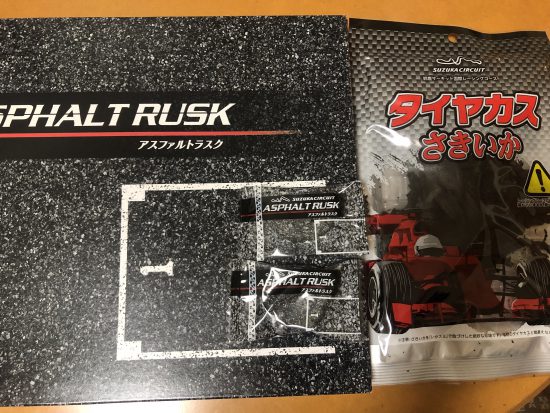 SPHALT RUSK
アスファルトラスク
1
SUZUKA CIRCUIT
ASPHALT RUSK
アスファルトラスク
SUZUKA CIRCUIT
ASPHALT RUSK
アスファルトラスク
SUZUKA CIRCUIT
タイヤカス
さきいか